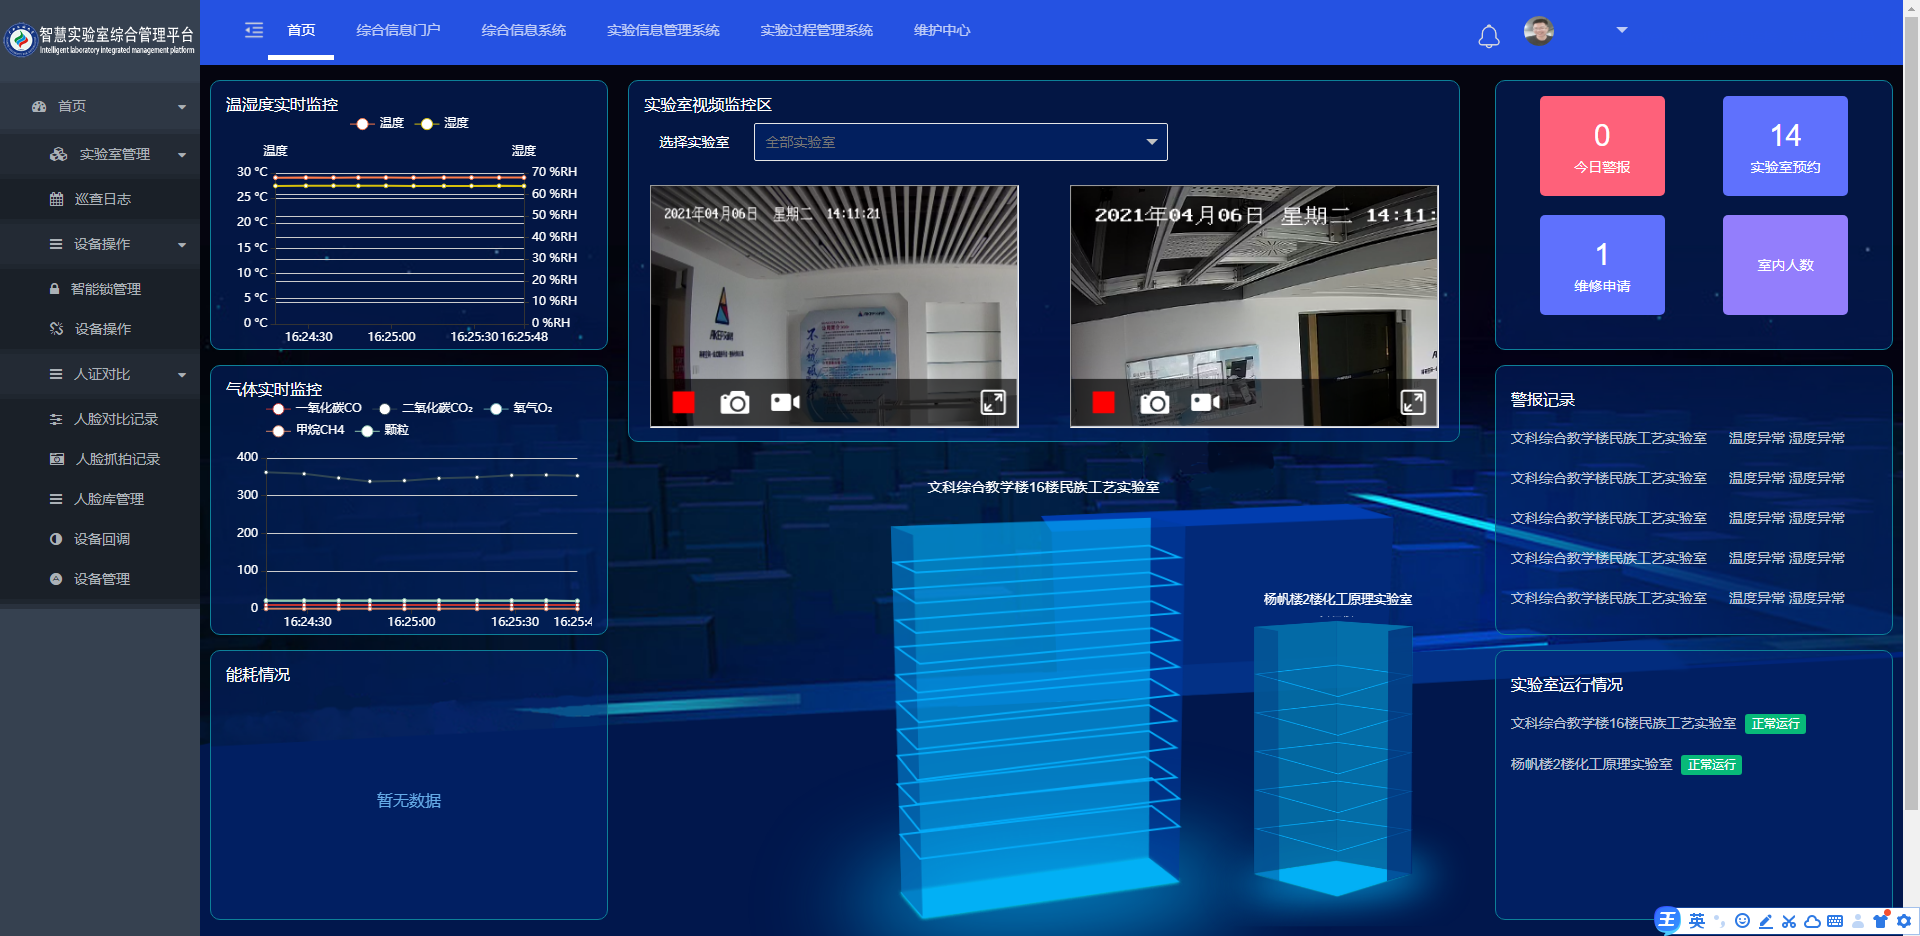 智慧实验室综合管理平台
Intelligent laboratory integrated management platform
首页
综合信息门户
综合信息系统
实验信息管理系统
实验过程管理系统
维护中心
首页
实验室管理
巡查日志
设备操作
智能锁管理
设备操作
人证对比
人脸对比记录
人脸抓拍记录
人脸库管理
设备回调
设备管理
温湿度实时监控
温度 湿度
温度 湿度
30 °C 70 %RH
25 °C 60 %RH
20 °C 50 %RH
15 °C 40 %RH
10 °C 30 %RH
5 °C 20 %RH
0 °C 10 %RH
0 %RH
16:24:30 16:25:00 16:25:30 16:25:48
气体实时监控
一氧化碳CO 二氧化碳CO₂ 氧气O₂
甲烷CH4 颗粒
400
300
200
100
0
16:24:30 16:25:00 16:25:30 16:25:4
能耗情况
暂无数据
实验室视频监控区
选择实验室 全部实验室
2021年04月06日 星期二 14:11:21
2021年04月06日 星期二 14:11:
文科综合教学楼16楼民族工艺实验室
杨帆楼2楼化工原理实验室
0
今日警报
14
实验室预约
1
维修申请
室内人数
警报记录
文科综合教学楼民族工艺实验室 温度异常 湿度异常
文科综合教学楼民族工艺实验室 温度异常 湿度异常
文科综合教学楼民族工艺实验室 温度异常 湿度异常
文科综合教学楼民族工艺实验室 温度异常 湿度异常
文科综合教学楼民族工艺实验室 温度异常 湿度异常
实验室运行情况
文科综合教学楼16楼民族工艺实验室 正常运行
杨帆楼2楼化工原理实验室 正常运行
王 英